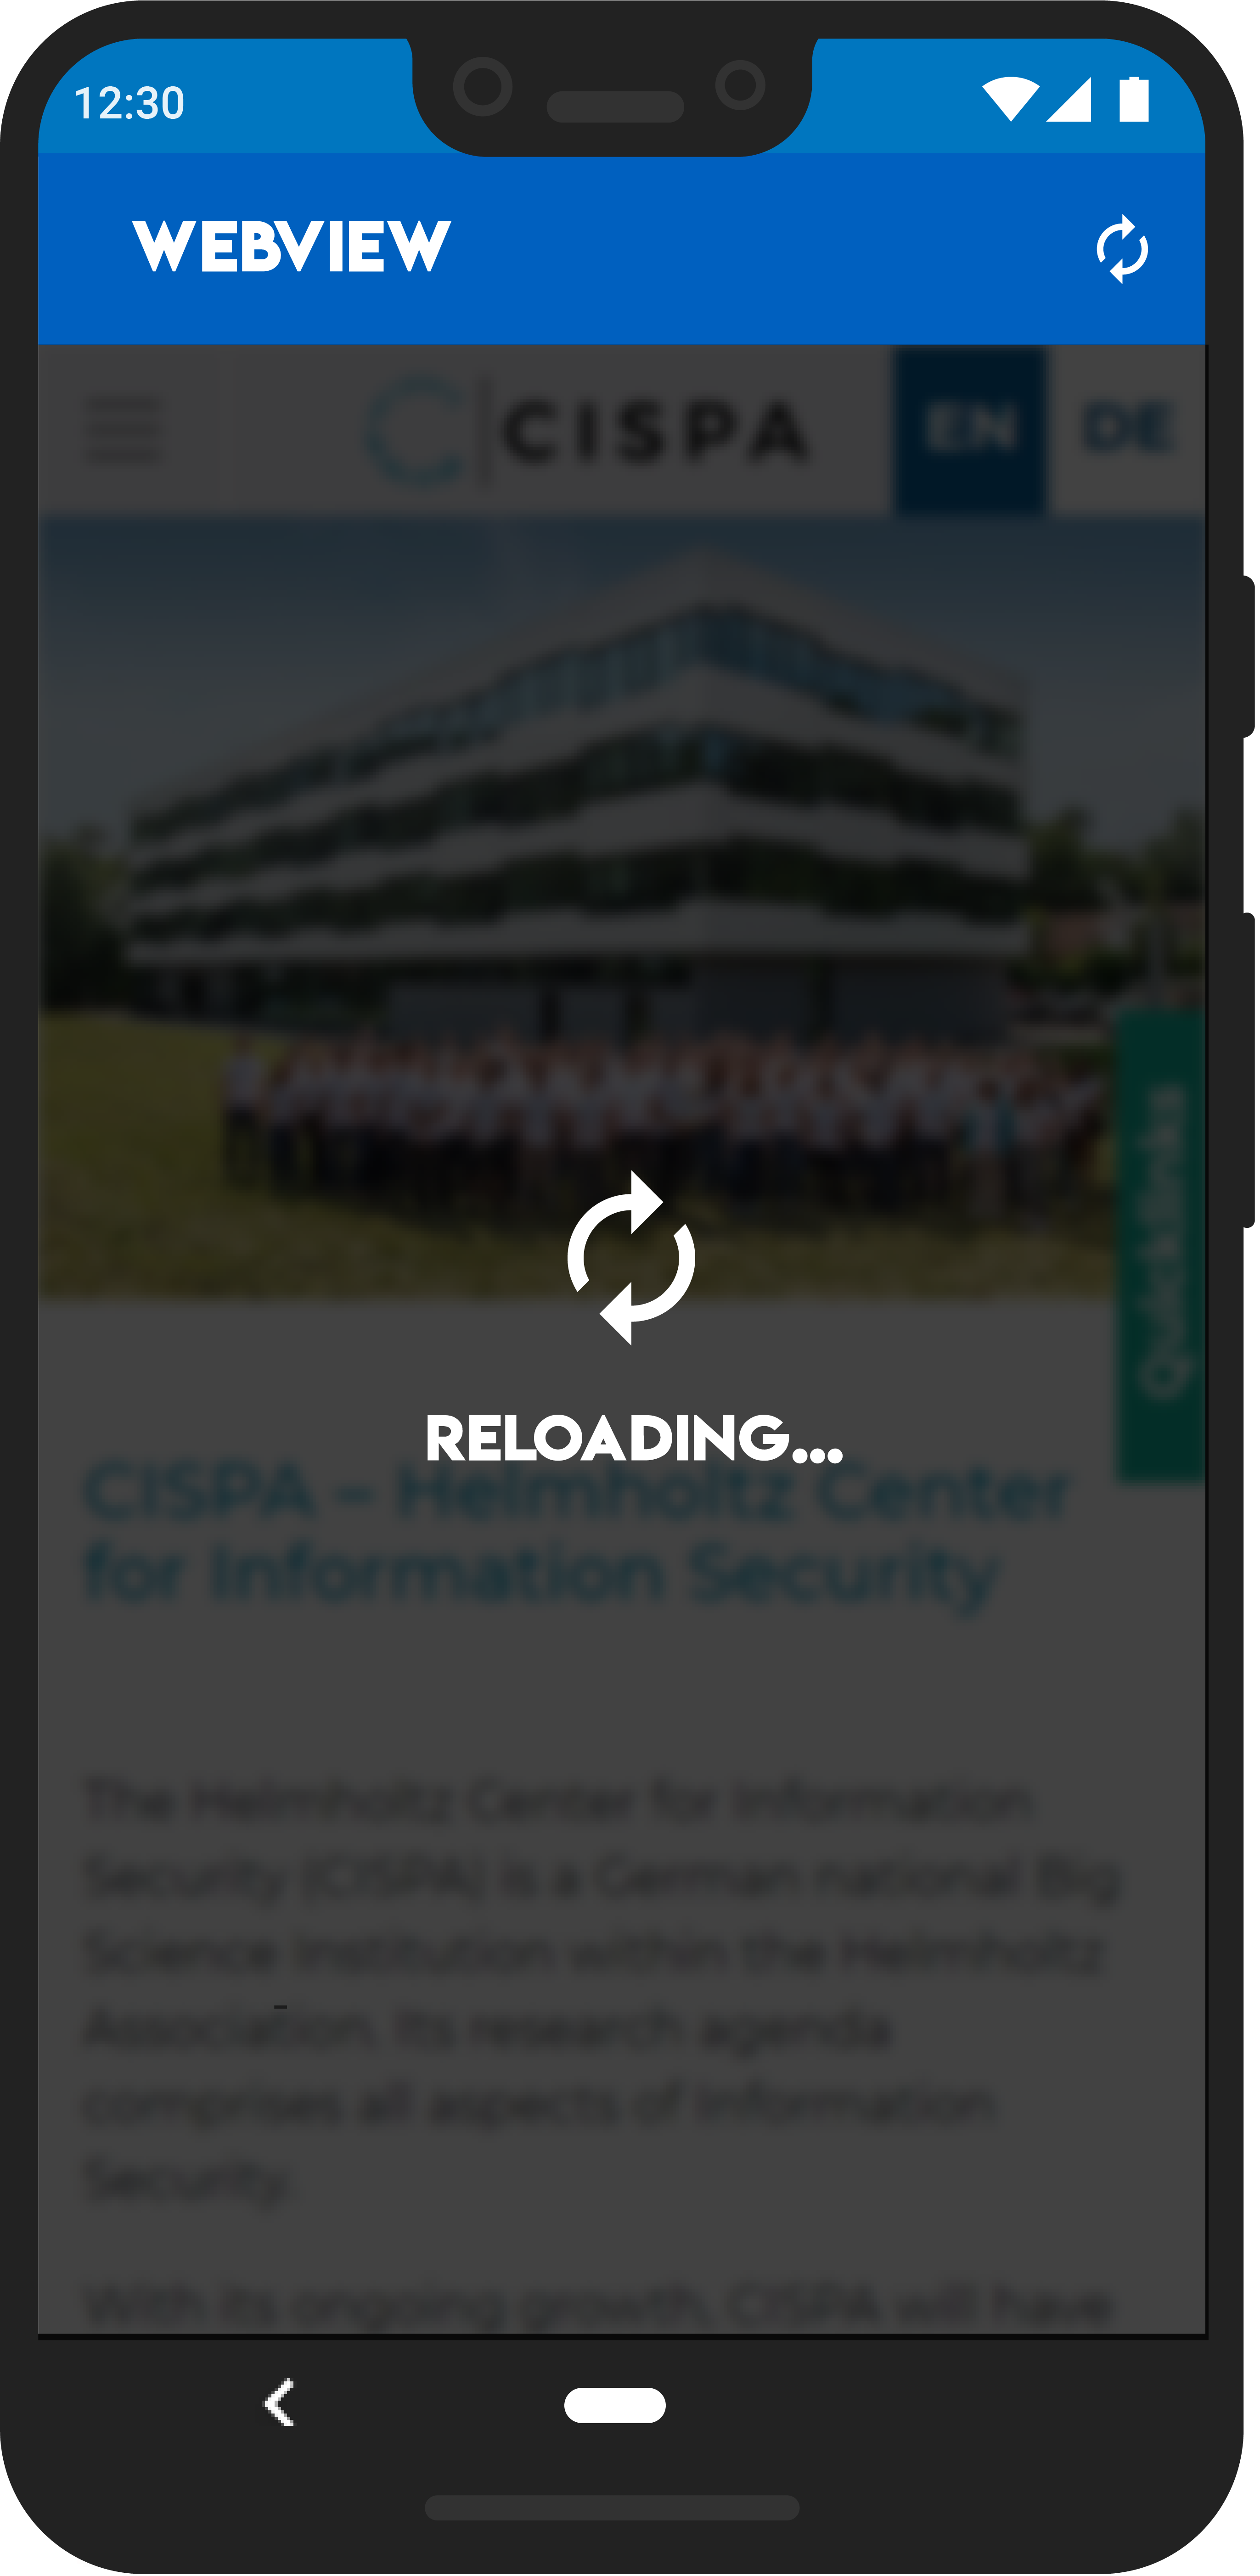 12:30
WEBVIEW
CISPA
EN
DE
Quicklinks
RELOADING...
CISPA – Helmholtz Center
for Information Security
The Helmholtz Center for Information
Security (CISPA) is a German national Big
Science Institution within the Helmholtz
Association. Its research agenda
comprises all aspects of Information
Security.
With its ongoing growth, CISPA will have